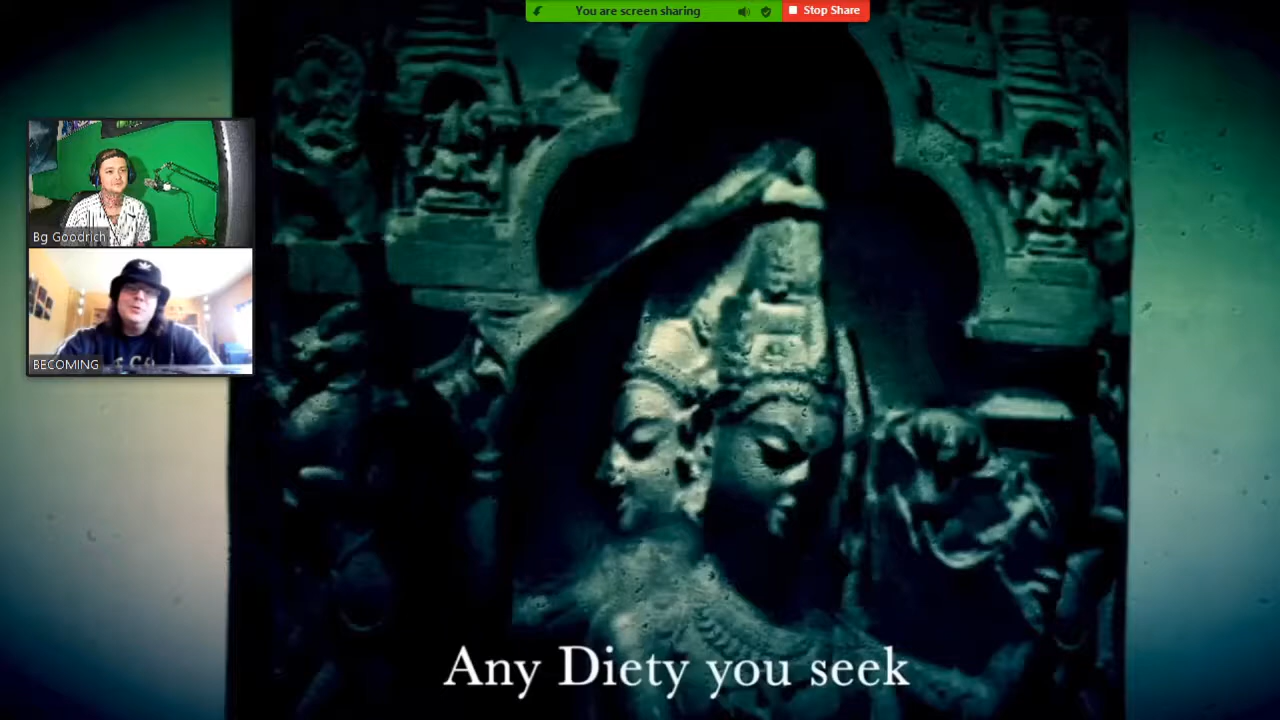 You are screen sharing
Stop Share
Bg Goodrich
BECOMING
Any Diety you seek